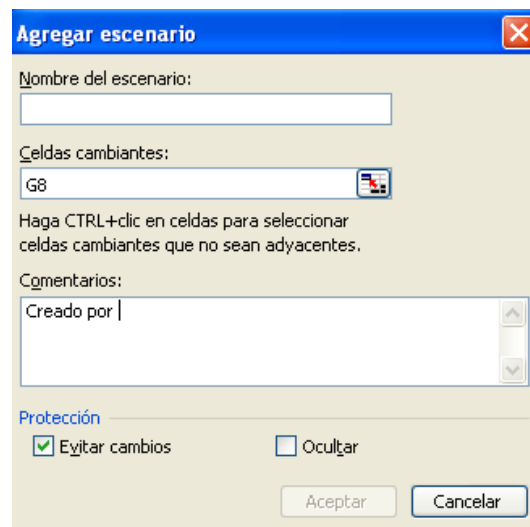 Agregar escenario
Nombre del escenario:
Celdas cambiantes:
G8
Haga CTRL+clic en celdas para seleccionar
celdas cambiantes que no sean adyacentes.
Comentarios:
Creado por
Protección
Evitar cambios
Ocultar
Aceptar
Cancelar